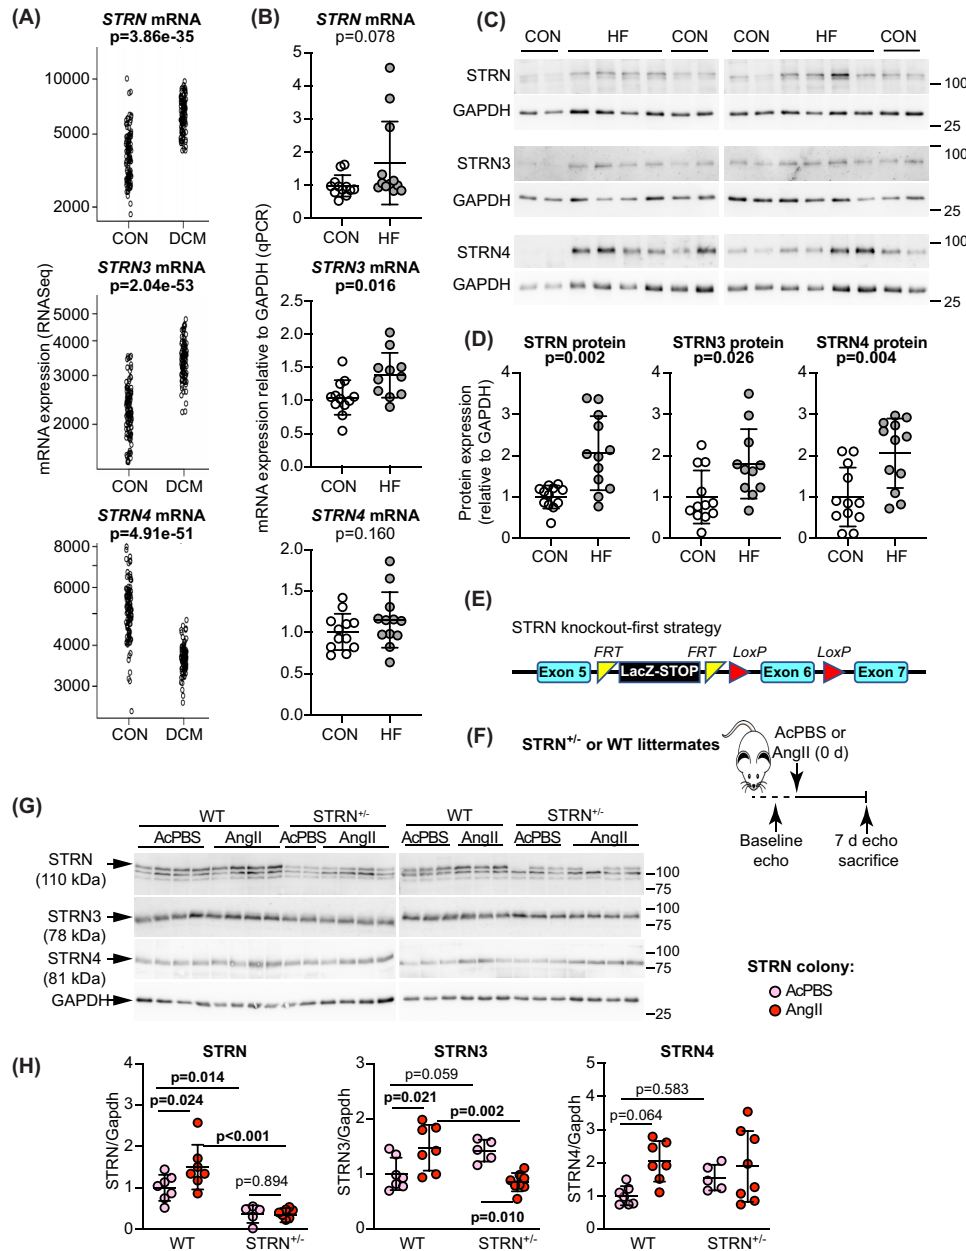 (A)
STRN mRNA
p=3.86e-35
10000
5000
2000
CON DCM
STRN3 mRNA
p=2.04e-53
5000
4000
3000
2000
CON DCM
STRN4 mRNA
p=4.91e-51
8000
6000
4000
3000
CON DCM
mRNA expression (RNASeq)
(B)
STRN mRNA
p=0.078
5
4
3
2
1
0
CON HF
STRN3 mRNA
p=0.016
2.5
2.0
1.5
1.0
0.5
0.0
CON HF
STRN4 mRNA
p=0.160
2.0
1.5
1.0
0.5
0.0
CON HF
mRNA expression relative to GAPDH (qPCR)
(C)
CON HF CON CON HF CON
STRN
100
GAPDH
25
STRN3
100
GAPDH
25
STRN4
100
GAPDH
25
(D)
STRN protein
p=0.002
4
3
2
1
0
CON HF
STRN3 protein
p=0.026
4
3
2
1
0
CON HF
STRN4 protein
p=0.004
4
3
2
1
0
CON HF
Protein expression
(relative to GAPDH)
(E)
STRN knockout-first strategy
FRT FRT LoxP LoxP
Exon 5 LacZ-STOP Exon 6 Exon 7
(F)
STRN+/- or WT littermates
AcPBS or
AngII (0 d)
Baseline
echo
7 d echo
sacrifice
(G)
WT STRN+/- WT STRN+/-
AcPBS AngII AcPBS AngII AcPBS AngII AcPBS AngII
STRN
(110 kDa)
100
75
STRN3
(78 kDa)
100
75
STRN4
(81 kDa)
100
75
GAPDH
25
STRN colony:
AcPBS
AngII
(H)
STRN
STRN/Gapdh
4
3
2
1
0
p=0.014
p=0.024
p<0.001
p=0.894
WT STRN+/-
STRN3
STRN3/Gapdh
3
2
1
0
p=0.059
p=0.021
p=0.002
p=0.010
WT STRN+/-
STRN4
STRN4/Gapdh
5
4
3
2
1
0
p=0.583
p=0.064
WT STRN+/-